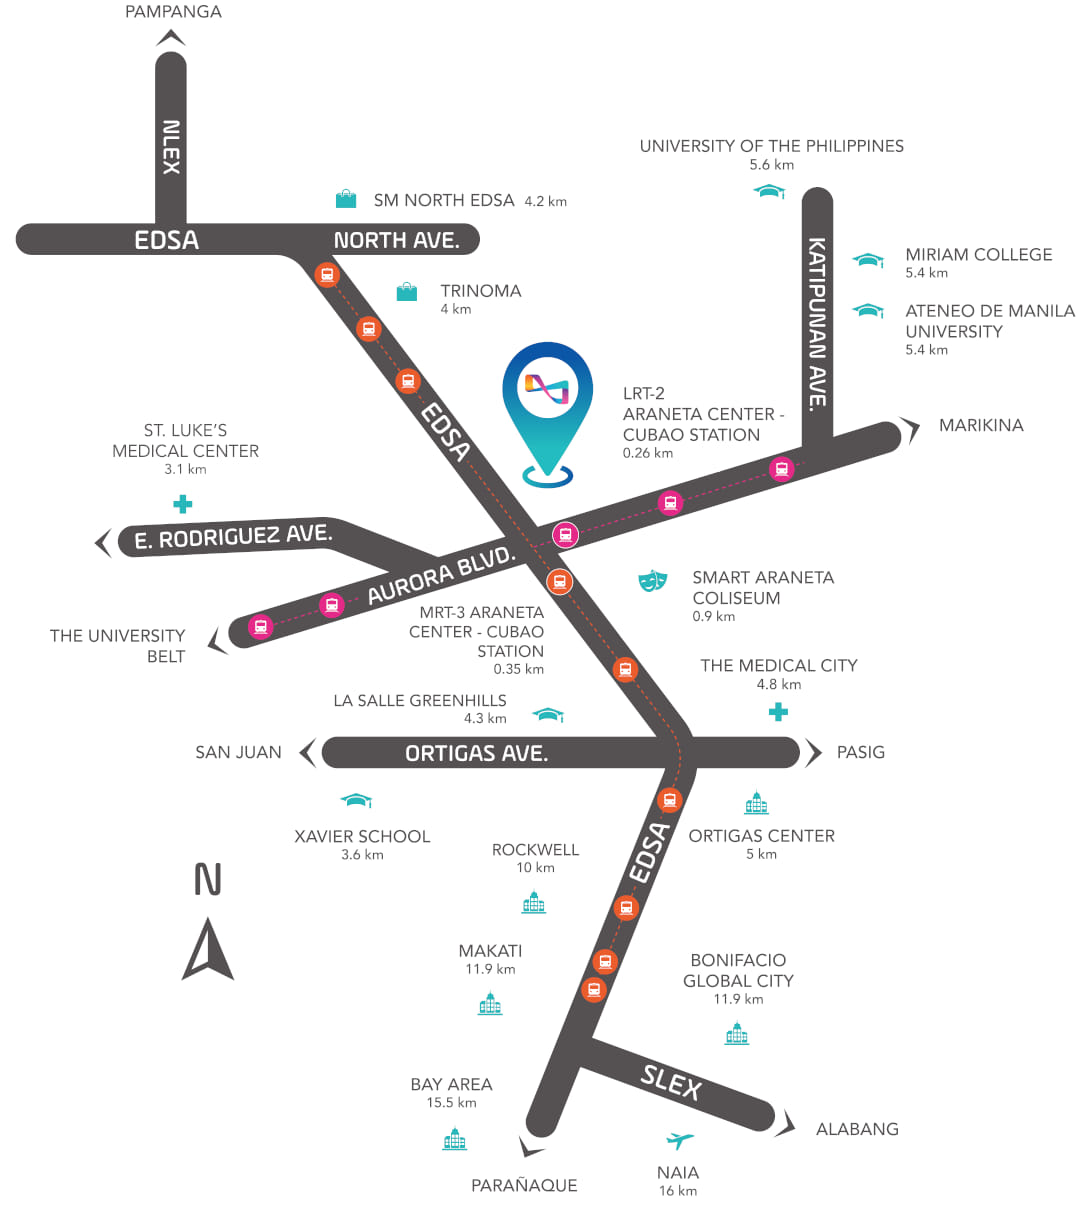 PAMPANGA
NLEX
UNIVERSITY OF THE PHILIPPINES
5.6 km
SM NORTH EDSA 4.2 km
EDSA
NORTH AVE.
KATIPUNAN AVE.
MIRIAM COLLEGE
5.4 km
TRINOMA
4 km
ATENEO DE MANILA
UNIVERSITY
5.4 km
LRT-2
ARANETA CENTER -
CUBAO STATION
0.26 km
EDSA
MARIKINA
ST. LUKE'S
MEDICAL CENTER
3.1 km
E. RODRIGUEZ AVE.
AURORA BLVD.
SMART ARANETA
COLISEUM
0.9 km
MRT-3 ARANETA
CENTER - CUBAO
STATION
0.35 km
THE UNIVERSITY
BELT
THE MEDICAL CITY
4.8 km
LA SALLE GREENHILLS
4.3 km
SAN JUAN
ORTIGAS AVE.
PASIG
XAVIER SCHOOL
3.6 km
ORTIGAS CENTER
5 km
EDSA
ROCKWELL
10 km
N
MAKATI
11.9 km
BONIFACIO
GLOBAL CITY
11.9 km
SLEX
BAY AREA
15.5 km
ALABANG
NAIA
16 km
PARAÑAQUE